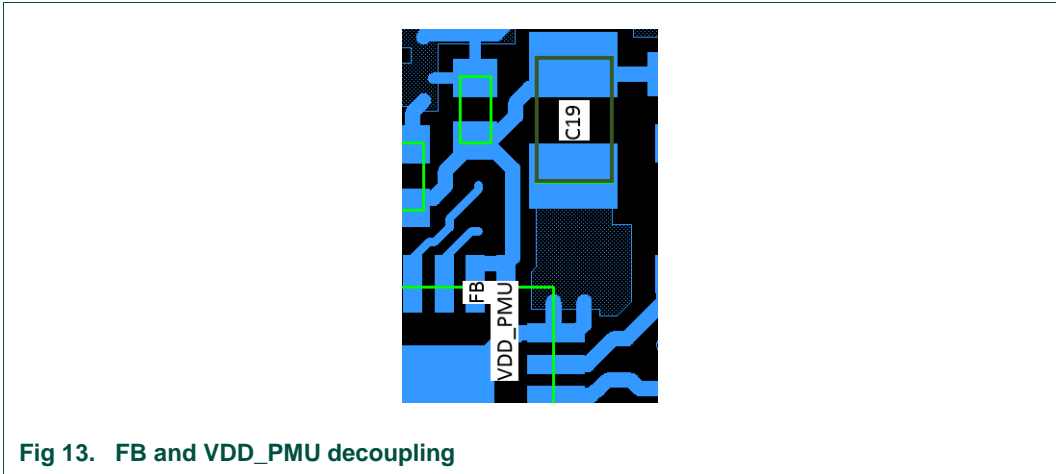 C19
FB
VDD_PMU
Fig 13. FB and VDD_PMU decoupling